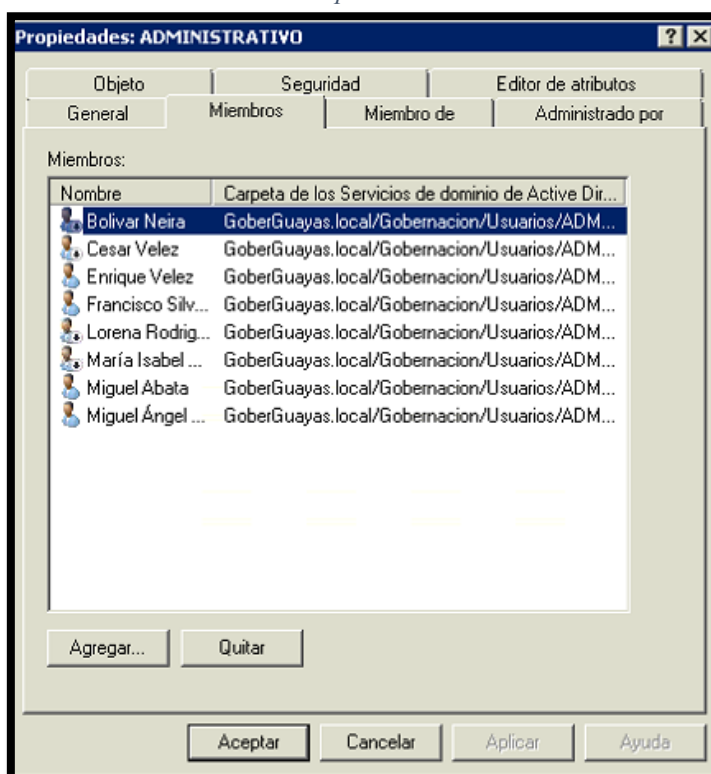 Propiedades: ADMINISTRATIVO
Objeto Seguridad Editor de atributos
General Miembros Miembro de Administrado por
Miembros:
Nombre Carpeta de los Servicios de dominio de Active Dir...
Bolivar Neira GoberGuayas.local/Gobernacion/Usuarios/ADM...
Cesar Velez GoberGuayas.local/Gobernacion/Usuarios/ADM...
Enrique Velez GoberGuayas.local/Gobernacion/Usuarios/ADM...
Francisco Silv... GoberGuayas.local/Gobernacion/Usuarios/ADM...
Lorena Rodrig... GoberGuayas.local/Gobernacion/Usuarios/ADM...
María Isabel ... GoberGuayas.local/Gobernacion/Usuarios/ADM...
Miguel Abata GoberGuayas.local/Gobernacion/Usuarios/ADM...
Miguel Ángel ... GoberGuayas.local/Gobernacion/Usuarios/ADM...
Agregar... Quitar
Aceptar Cancelar Aplicar Ayuda